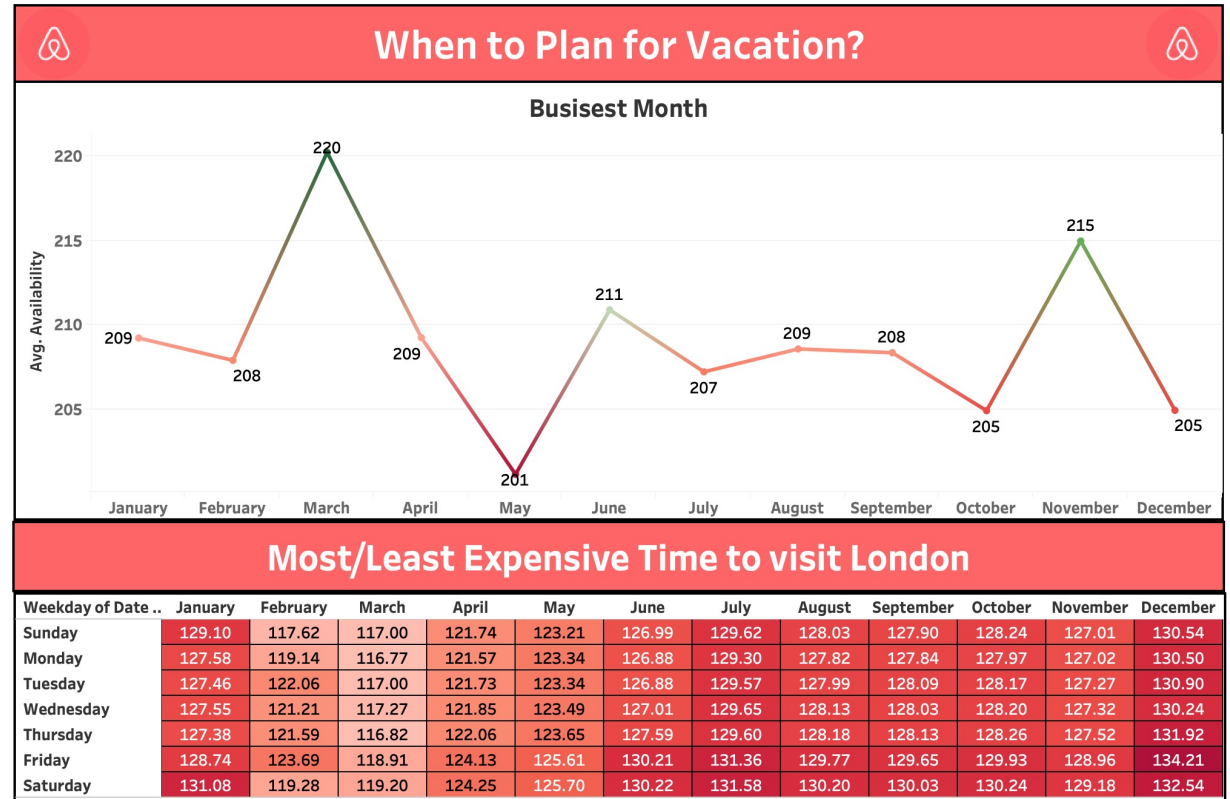 When to Plan for Vacation?
Busisest Month
Avg. Availability
220
215
210
205
209
208
220
209
201
211
207
209
208
205
215
205
January February March April May June July August September October November December
Most/Least Expensive Time to visit London
Weekday of Date .. January February March April May June July August September October November December
Sunday 129.10 117.62 117.00 121.74 123.21 126.99 129.62 128.03 127.90 128.24 127.01 130.54
Monday 127.58 119.14 116.77 121.57 123.34 126.88 129.30 127.82 127.84 127.97 127.02 130.50
Tuesday 127.46 122.06 117.00 121.73 123.34 126.88 129.57 127.99 128.09 128.17 127.27 130.90
Wednesday 127.55 121.21 117.27 121.85 123.49 127.01 129.65 128.13 128.03 128.20 127.32 130.24
Thursday 127.38 121.59 116.82 122.06 123.65 127.59 129.60 128.18 128.13 128.26 127.52 131.92
Friday 128.74 123.69 118.91 124.13 125.61 130.21 131.36 129.77 129.65 129.93 128.96 134.21
Saturday 131.08 119.28 119.20 124.25 125.70 130.22 131.58 130.20 130.03 130.24 129.18 132.54